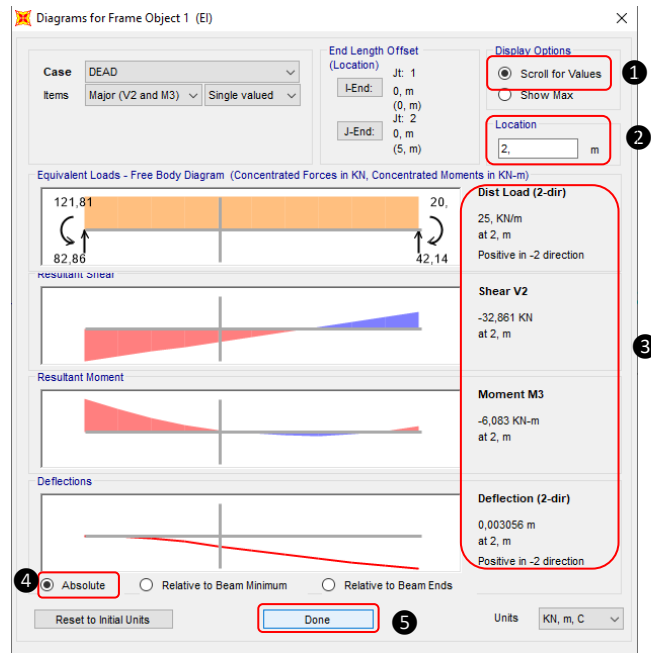 Diagrams for Frame Object 1 (EI)
Case DEAD
Items Major (V2 and M3) Single valued
End Length Offset
(Location)
Jt: 1
I-End: 0, m
(0, m)
Jt: 2
J-End: 0, m
(5, m)
Display Options
Scroll for Values
Show Max
1
Location
2, m
2
Equivalent Loads - Free Body Diagram (Concentrated Forces in KN, Concentrated Moments in KN-m)
121,81 20,
82,86 42,14
Dist Load (2-dir)
25, KN/m
at 2, m
Positive in -2 direction
Resultant Shear
Shear V2
-32,861 KN
at 2, m
3
Resultant Moment
Moment M3
-6,083 KN-m
at 2, m
Deflections
Deflection (2-dir)
0,003056 m
at 2, m
Positive in -2 direction
4 Absolute Relative to Beam Minimum Relative to Beam Ends
Reset to Initial Units Done 5 Units KN, m, C